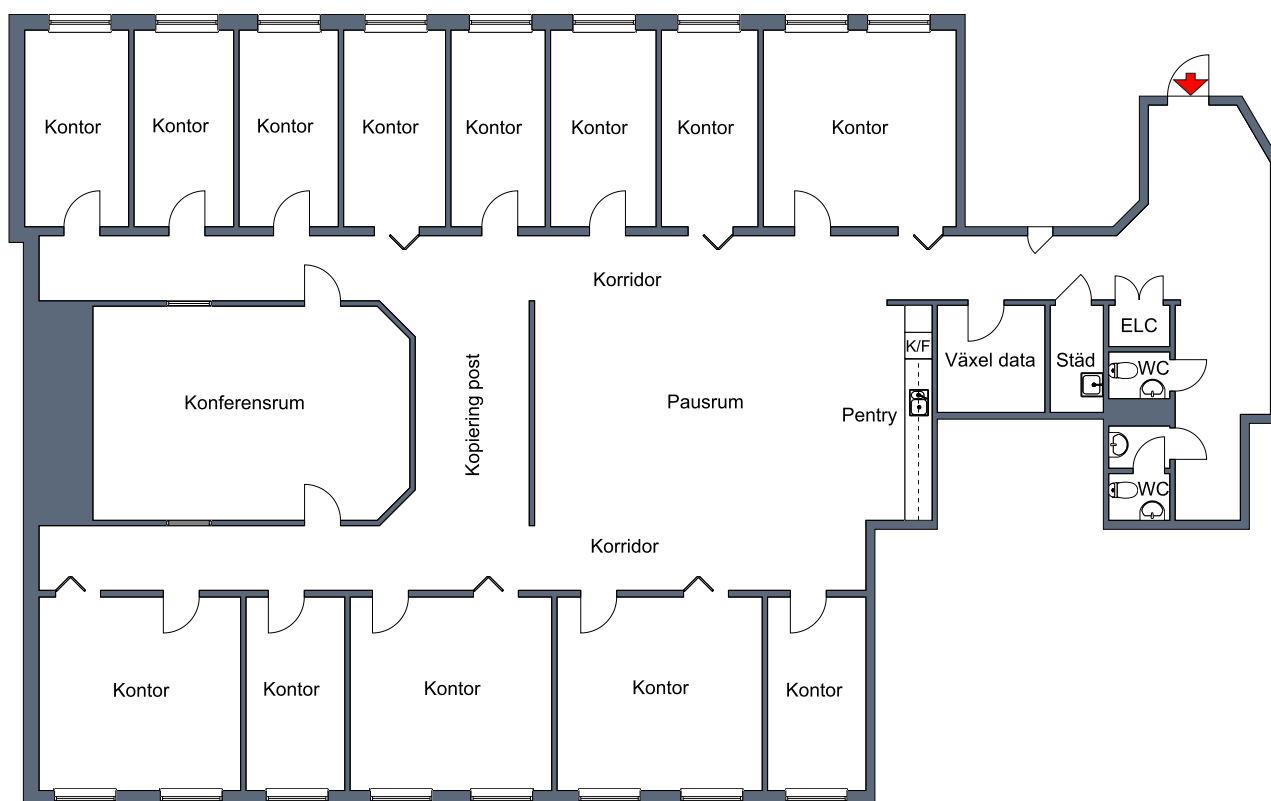 Kontor
Kontor
Kontor
Kontor
Kontor
Kontor
Kontor
Kontor
Korridor
ELC
K/F
Växel data
Städ
WC
Konferensrum
Kopiering post
Pausrum
Pentry
WC
Korridor
Kontor
Kontor
Kontor
Kontor
Kontor